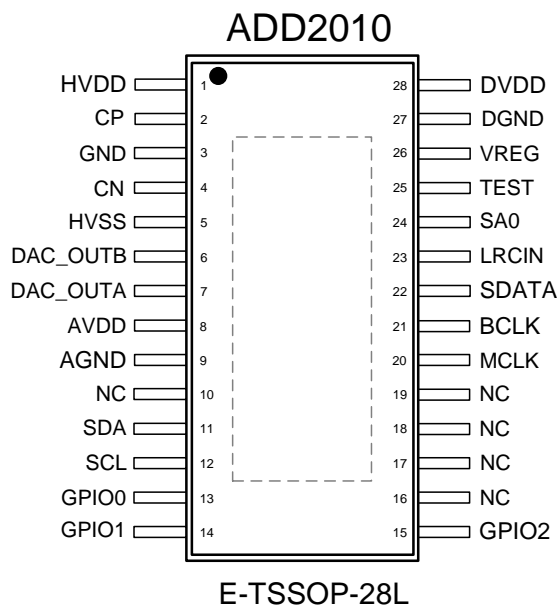 ADD2010
HVDD 1 28 DVDD
CP 2 27 DGND
GND 3 26 VREG
CN 4 25 TEST
HVSS 5 24 SA0
DAC_OUTB 6 23 LRCIN
DAC_OUTA 7 22 SDATA
AVDD 8 21 BCLK
AGND 9 20 MCLK
NC 10 19 NC
SDA 11 18 NC
SCL 12 17 NC
GPIO0 13 16 NC
GPIO1 14 15 GPIO2
E-TSSOP-28L